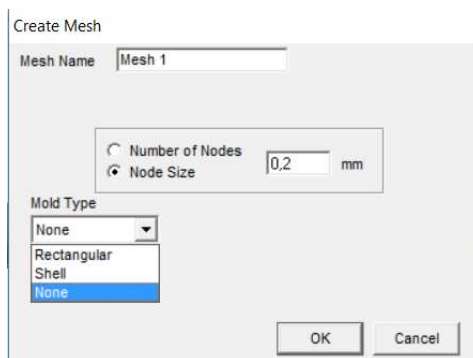 Create Mesh
Mesh Name Mesh 1
Number of Nodes
Node Size 0,2 mm
Mold Type
None
Rectangular
Shell
None
OK Cancel